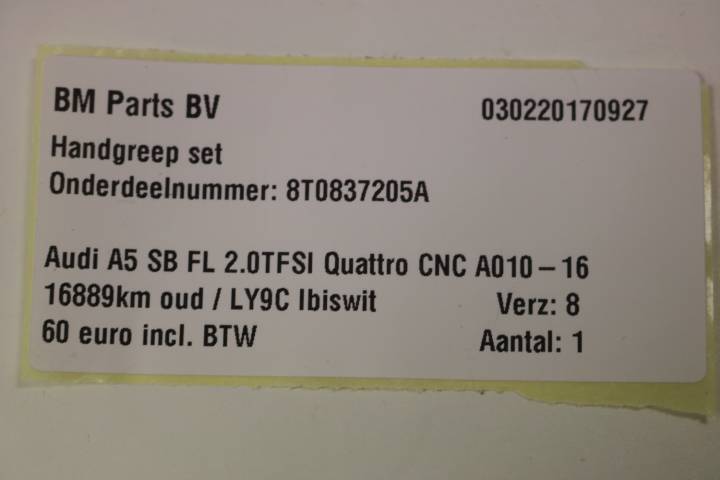 BM Parts BV 030220170927
Handgreep set
Onderdeelnummer: 8T0837205A
Audi A5 SB FL 2.0TFSI Quattro CNC A010-16
16889km oud / LY9C Ibiswit Verz: 8
60 euro incl. BTW Aantal: 1